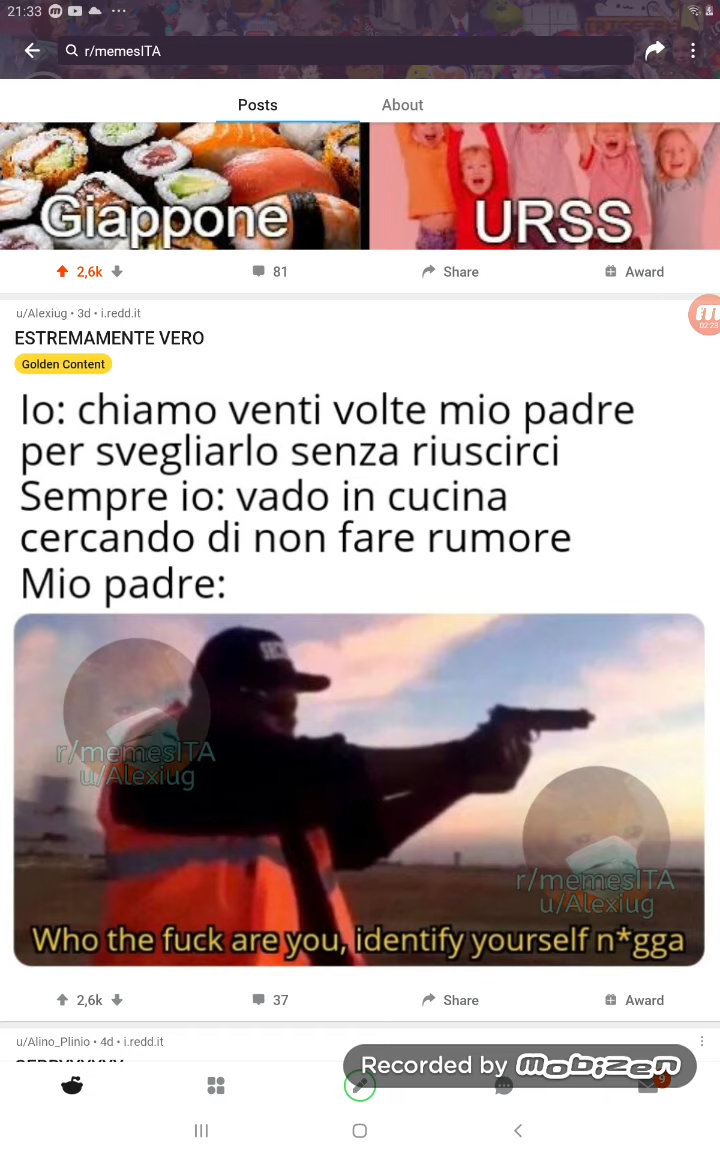 21:33
r/memesITA
Posts About
Giappone URSS
2,6k 81 Share Award
u/Alexiug • 3d • i.redd.it
02:23
ESTREMAMENTE VERO
Golden Content
Io: chiamo venti volte mio padre
per svegliarlo senza riuscirci
Sempre io: vado in cucina
cercando di non fare rumore
Mio padre:
r/memesITA
u/Alexiug
r/memesITA
u/Alexiug
Who the fuck are you, identify yourself n*gga
2,6k 37 Share Award
u/Alino_Plinio • 4d • i.redd.it
Recorded by mobizen
9